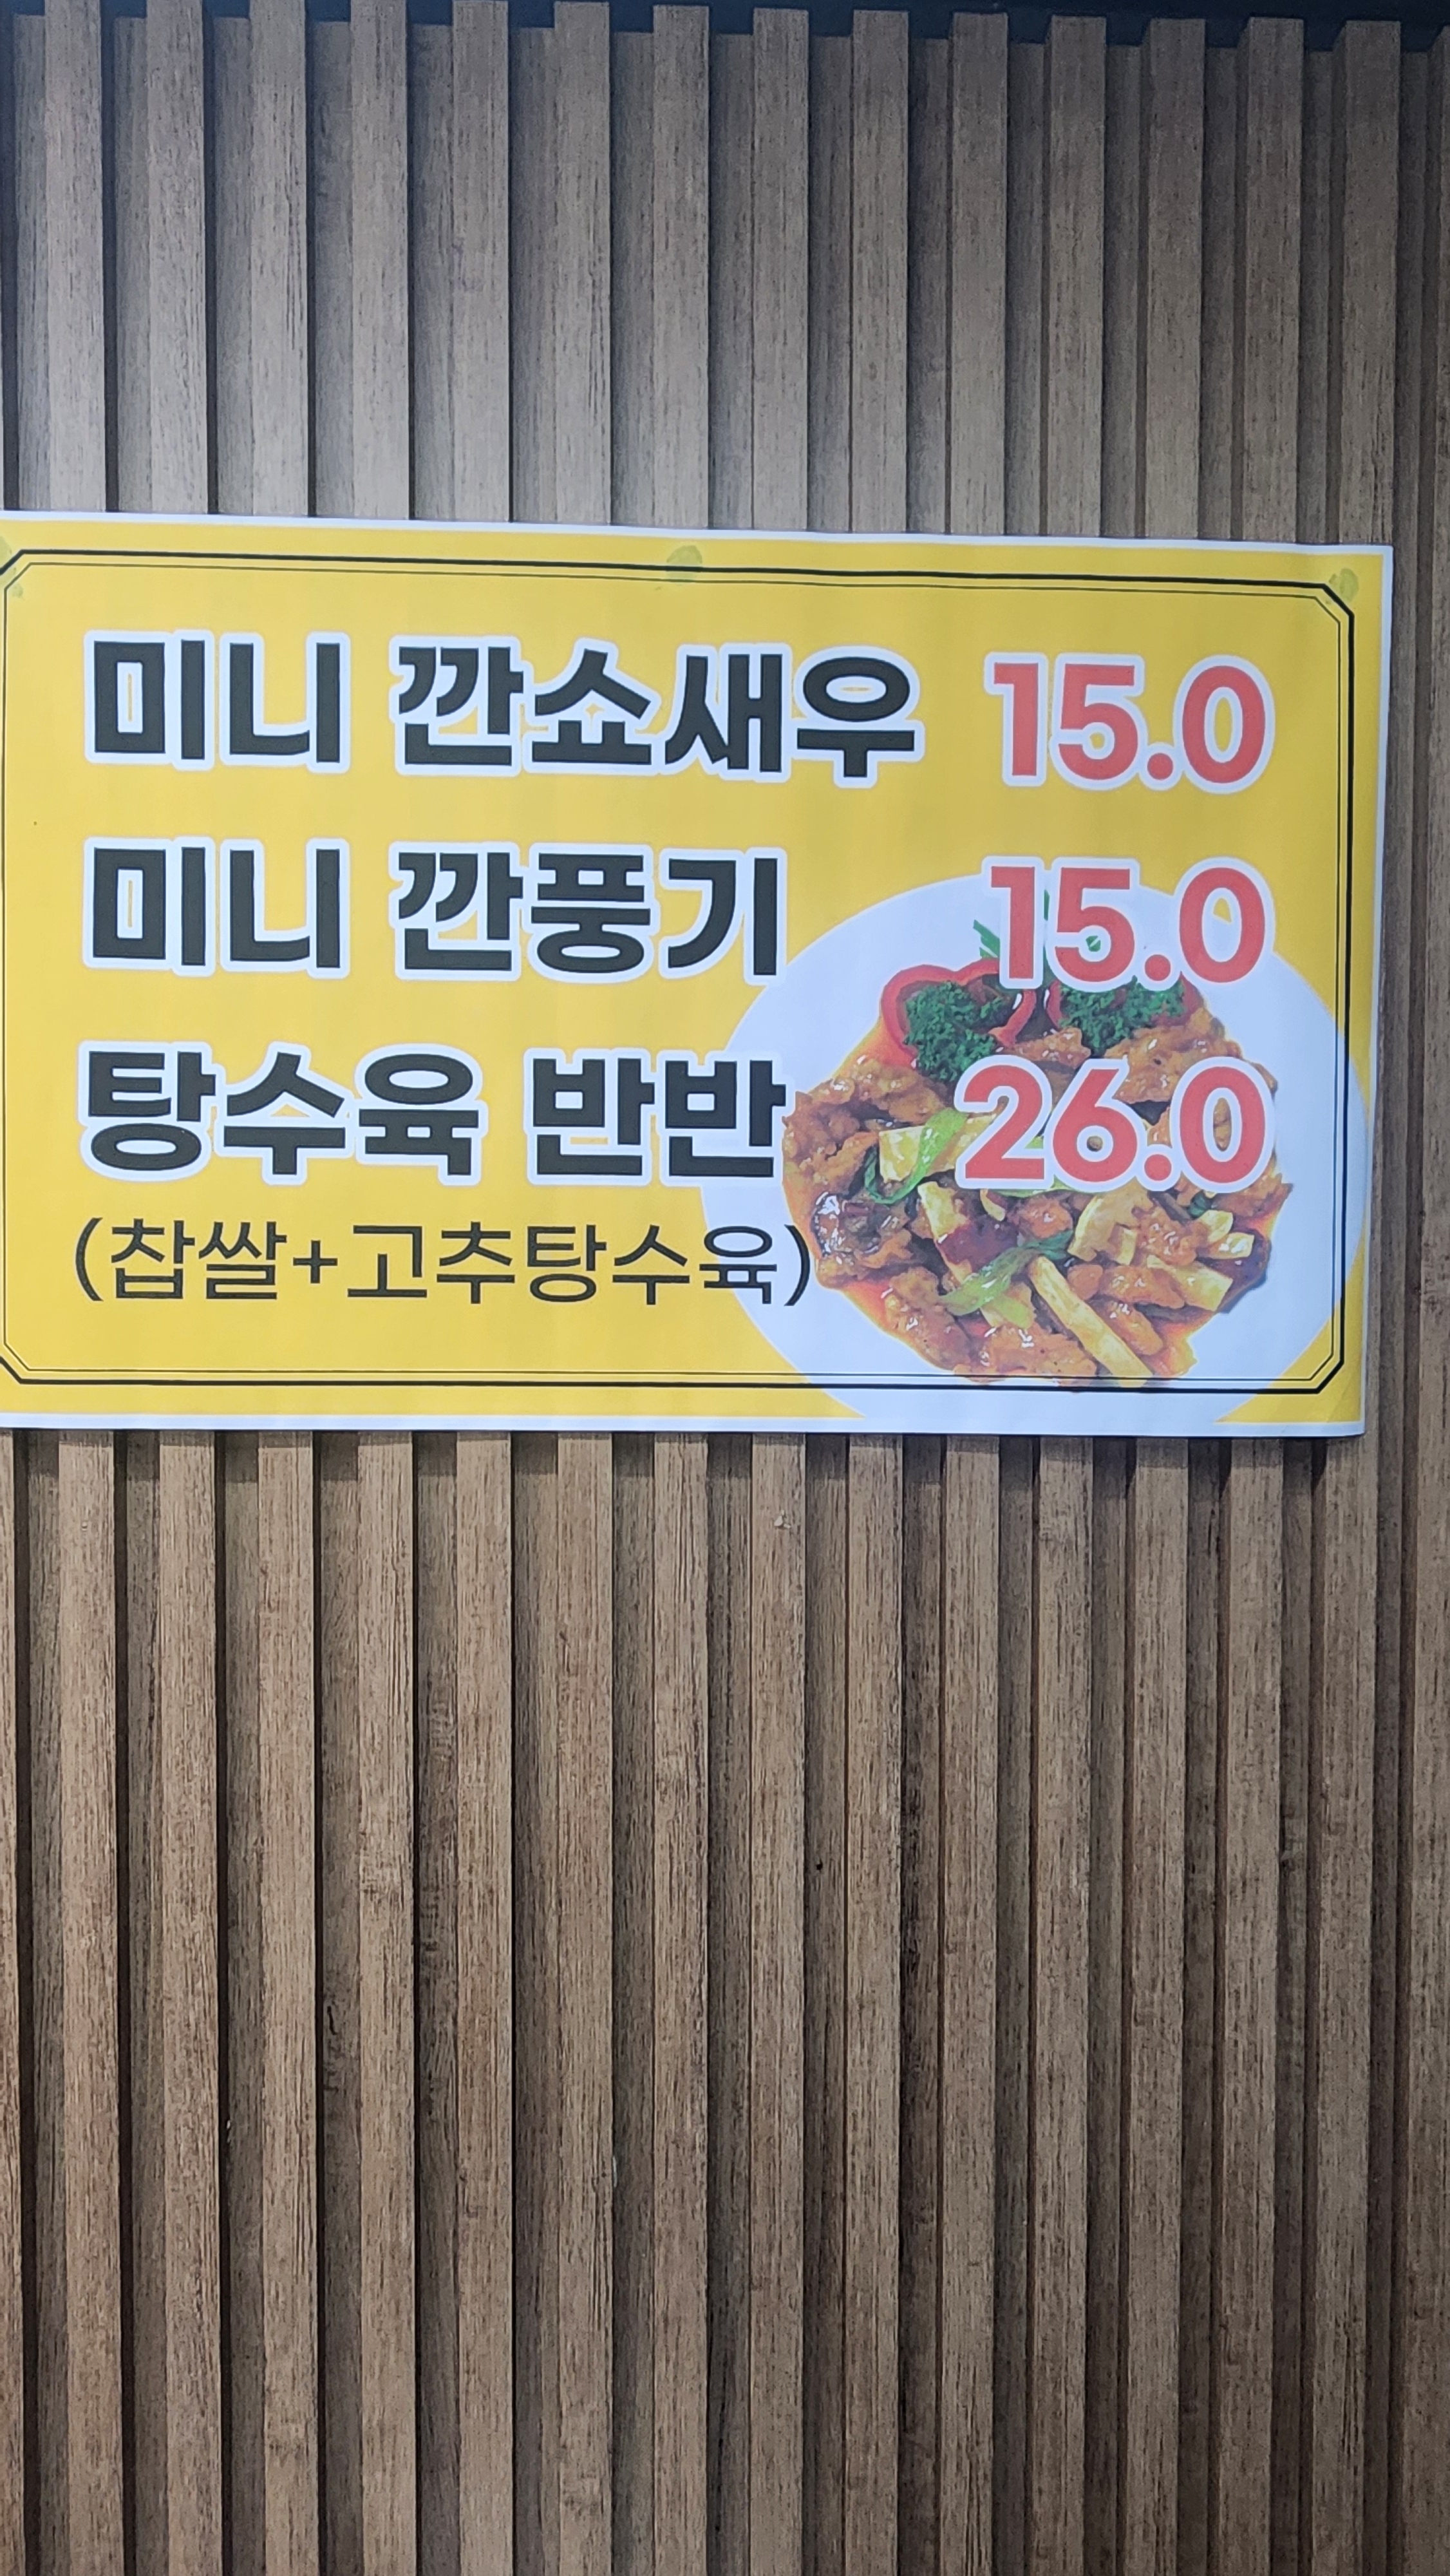 미니 깐쇼새우 15.0
미니 깐풍기 15.0
탕수육 반반 26.0
(찹쌀+고추탕수육)